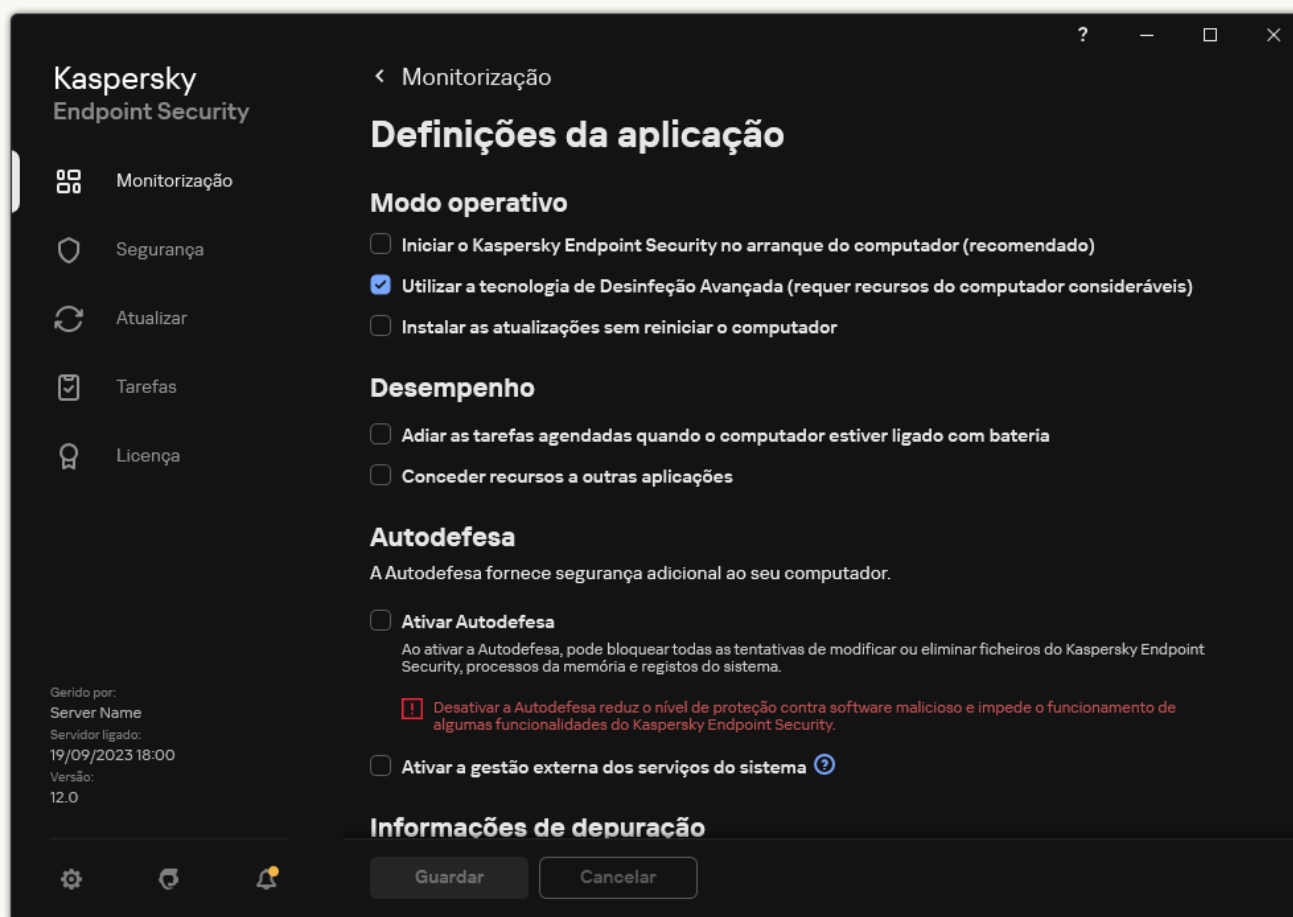 Kaspersky
Endpoint Security
Monitorização
Segurança
Atualizar
Tarefas
Licença
Gerido por:
Server Name
Servidor ligado:
19/09/2023 18:00
Versão:
12.0
?
Monitorização
Definições da aplicação
Modo operativo
Iniciar o Kaspersky Endpoint Security no arranque do computador (recomendado)
Utilizar a tecnologia de Desinfeção Avançada (requer recursos do computador consideráveis)
Instalar as atualizações sem reiniciar o computador
Desempenho
Adiar as tarefas agendadas quando o computador estiver ligado com bateria
Conceder recursos a outras aplicações
Autodefesa
A Autodefesa fornece segurança adicional ao seu computador.
Ativar Autodefesa
Ao ativar a Autodefesa, pode bloquear todas as tentativas de modificar ou eliminar ficheiros do Kaspersky Endpoint
Security, processos da memória e registos do sistema.
Desativar a Autodefesa reduz o nível de proteção contra software malicioso e impede o funcionamento de
algumas funcionalidades do Kaspersky Endpoint Security.
Ativar a gestão externa dos serviços do sistema ?
Informações de depuração
Guardar
Cancelar